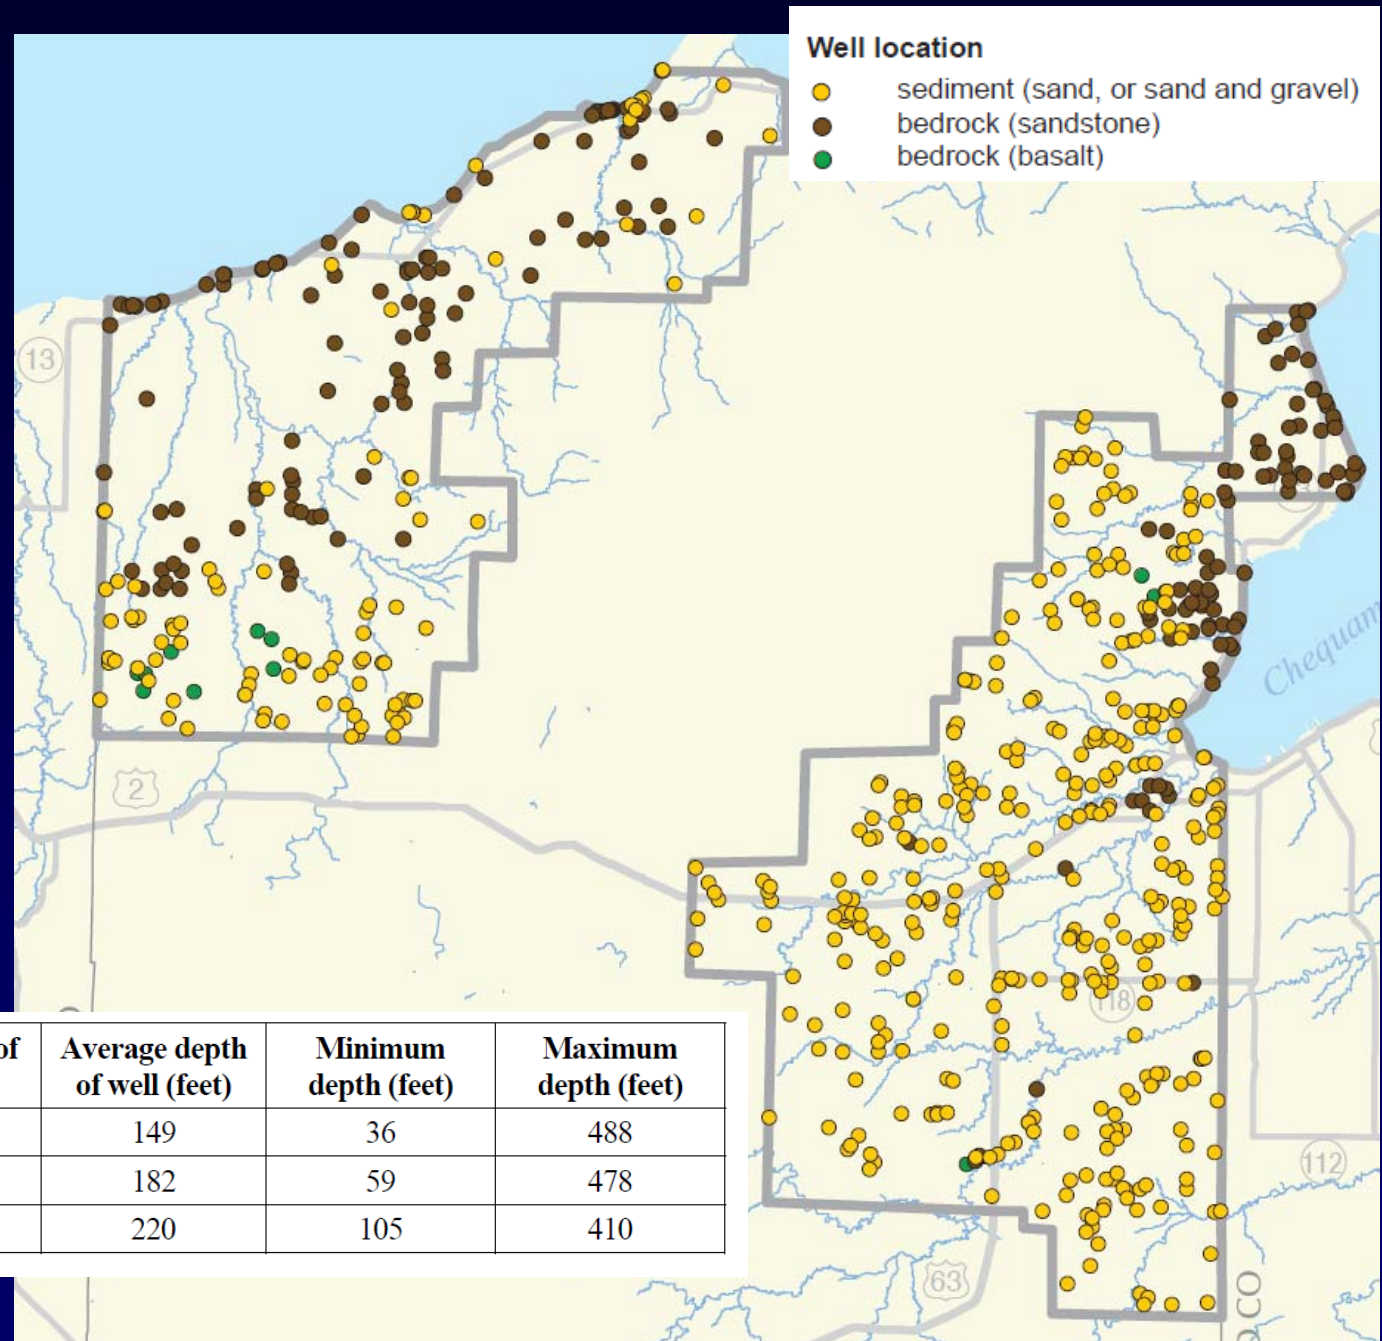 Well location
sediment (sand, or sand and gravel)
bedrock (sandstone)
bedrock (basalt)
13
Chequam
2
118
of
Average depth of well (feet)
Minimum depth (feet)
Maximum depth (feet)
149
36
488
182
59
478
220
105
410
112
63
CO